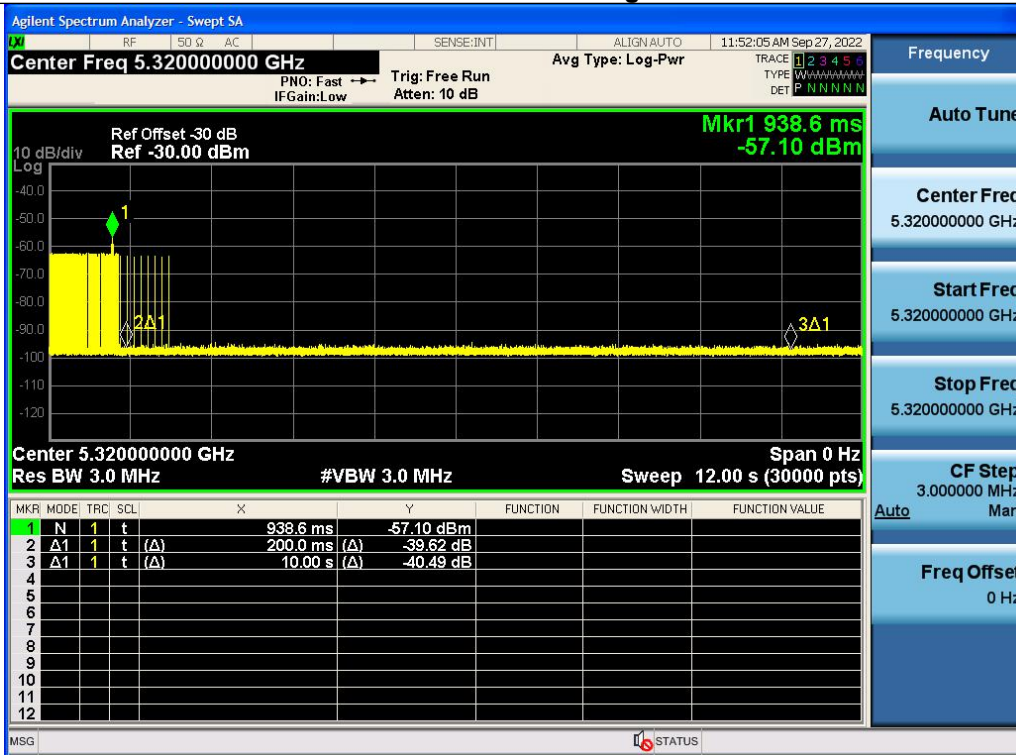 Agilent Spectrum Analyzer - Swept SA
LXI RF 50 Ω AC SENSE:INT ALIGN AUTO 11:52:05 AM Sep 27, 2022
Center Freq 5.320000000 GHz Avg Type: Log-Pwr TRACE 1 2 3 4 5 6
PNO: Fast Trig: Free Run TYPE WWWWWW
IFGain:Low Atten: 10 dB DET P N N N N N
Frequency
Auto Tune
Ref Offset -30 dB Mkr1 938.6 ms
10 dB/div Ref -30.00 dBm -57.10 dBm
Log
-40.0
-50.0
-60.0
-70.0
-80.0
-90.0
-100
-110
-120
1
2Δ1
3Δ1
Center 5.320000000 GHz Span 0 Hz
Res BW 3.0 MHz #VBW 3.0 MHz Sweep 12.00 s (30000 pts)
Center Freq
5.320000000 GHz
Start Freq
5.320000000 GHz
Stop Freq
5.320000000 GHz
CF Step
3.000000 MHz
Auto Man
Freq Offset
0 Hz
MKR MODE TRC SCL X Y FUNCTION FUNCTION WIDTH FUNCTION VALUE
1 N 1 t 938.6 ms -57.10 dBm
2 Δ1 1 t (Δ) 200.0 ms (Δ) -39.62 dB
3 Δ1 1 t (Δ) 10.00 s (Δ) -40.49 dB
4
5
6
7
8
9
10
11
12
MSG STATUS